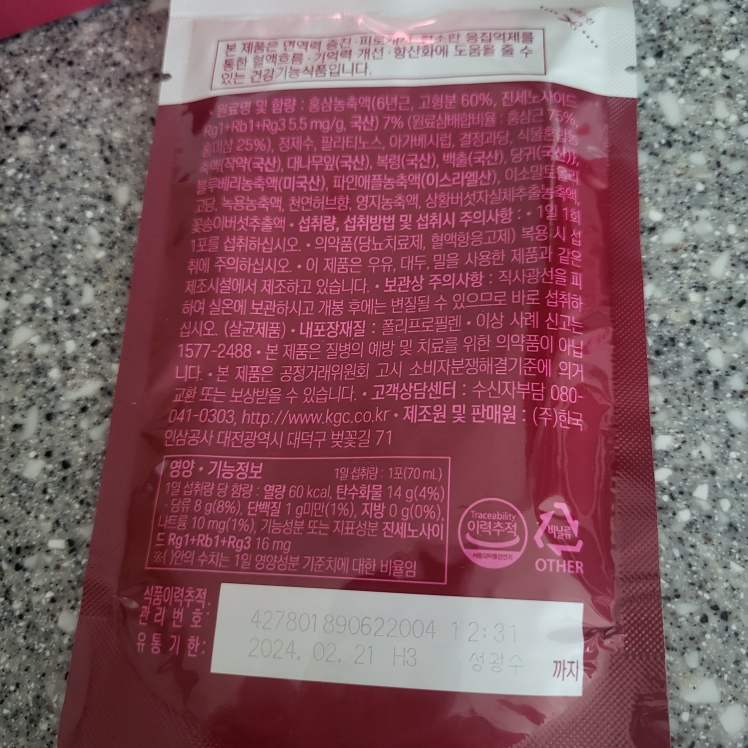 본 제품은 면역력 증진·피로개선·혈소판 응집억제를
통한 혈액흐름·기억력 개선·항산화에 도움을 줄 수
있는 건강기능식품입니다.
• 원료명 및 함량 : 홍삼농축액(6년근, 고형분 60%, 진세노사이드
Rg1+Rb1+Rg3 5.5 mg/g, 국산) 7% (원료삼배합비율 : 홍삼근 75%,
홍미삼 25%), 정제수, 팔라티노스, 아가베시럽, 결정과당, 식물혼합농
축액(작약(국산), 대나무잎(국산), 복령(국산), 백출(국산), 당귀(국산)),
블루베리농축액(미국산), 파인애플농축액(이스라엘산), 이소말토올리
고당, 녹용농축액, 천연허브향, 영지농축액, 상황버섯자실체추출농축액,
꽃송이버섯추출액 • 섭취량, 섭취방법 및 섭취시 주의사항 : • 1일 1회
1포를 섭취하십시오. • 의약품(당뇨치료제, 혈액항응고제) 복용 시 섭
취에 주의하십시오. • 이 제품은 우유, 대두, 밀을 사용한 제품과 같은
제조시설에서 제조하고 있습니다. • 보관상 주의사항 : 직사광선을 피
하여 실온에 보관하시고 개봉 후에는 변질될 수 있으므로 바로 섭취하
십시오. (살균제품) • 내포장재질 : 폴리프로필렌 • 이상 사례 신고는
1577-2488 • 본 제품은 질병의 예방 및 치료를 위한 의약품이 아닙
니다. • 본 제품은 공정거래위원회 고시 소비자분쟁해결기준에 의거
교환 또는 보상받을 수 있습니다. • 고객상담센터 : 수신자부담 080-
041-0303, http://www.kgc.co.kr • 제조원 및 판매원 : (주)한국
인삼공사 대전광역시 대덕구 벚꽃길 71
영양・기능정보 1일 섭취량 : 1포(70 mL)
1일 섭취량 당 함량 : 열량 60 kcal, 탄수화물 14 g(4%)
· 당류 8 g(8%), 단백질 1 g미만(1%), 지방 0 g(0%),
나트륨 10 mg(1%), 기능성분 또는 지표성분 진세노사이
드 Rg1+Rb1+Rg3 16 mg
※( )안의 수치는 1일 영양성분 기준치에 대한 비율임
Traceability
이력추적
식품의약품안전처
비닐류
OTHER
식품이력추적
관리번호:
유통기한:
427801890622004 12:31
2024. 02. 21 H3 성광수 까지